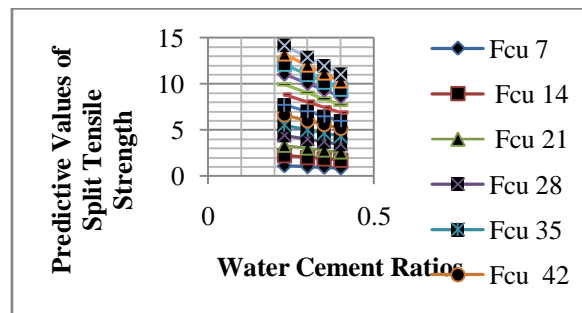 Predictive Values of
Split Tensile
Strength
15
10
5
0
0
0.5
Water Cement Ratios
Fcu 7
Fcu 14
Fcu 21
Fcu 28
Fcu 35
Fcu 42